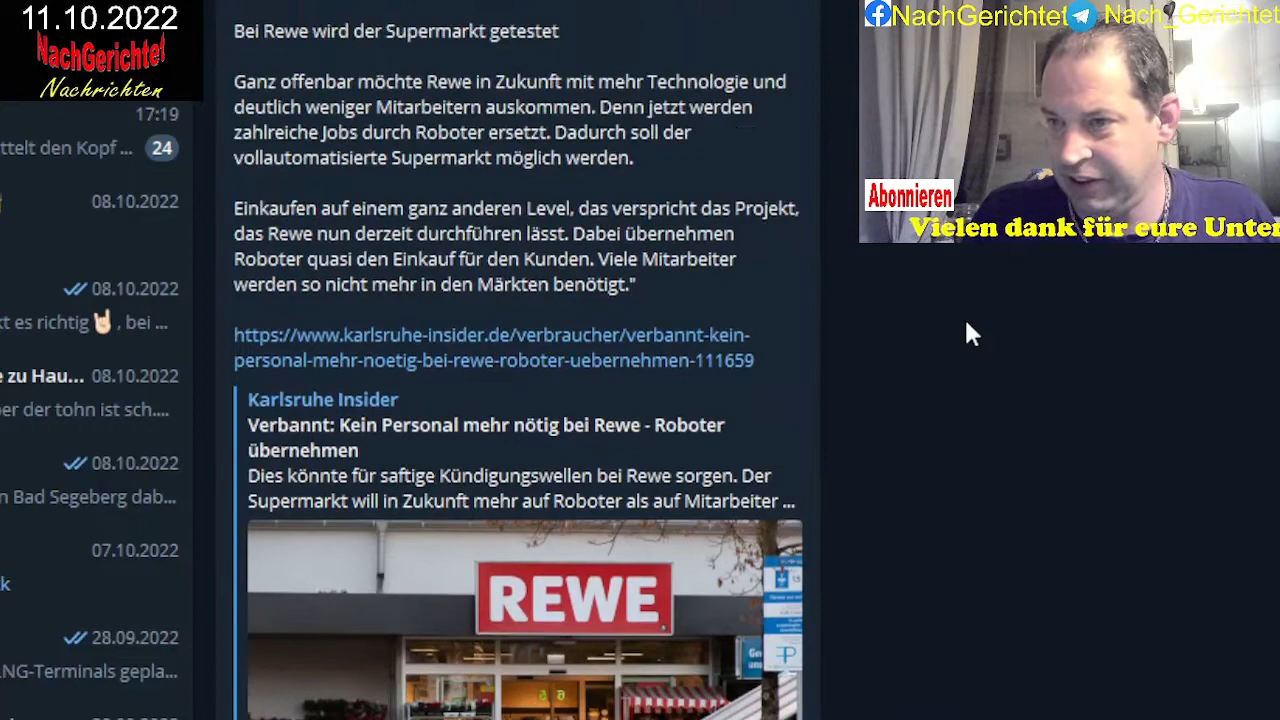 11.10.2022
NachGerichtet
Nachrichten
NachGerichtet
Nach_Gerichtet
Abonnieren
Vielen dank für eure
17:19
ttelt den Kopf ...
24
08.10.2022
08.10.2022
t es richtig🤘🏻, bei ...
e zu Hau... 08.10.2022
er der tohn ist sch....
08.10.2022
n Bad Segeberg dab...
07.10.2022
k
28.09.2022
NG-Terminals gepla...
Bei Rewe wird der Supermarkt getestet
Ganz offenbar möchte Rewe in Zukunft mit mehr Technologie und
deutlich weniger Mitarbeitern auskommen. Denn jetzt werden
zahlreiche Jobs durch Roboter ersetzt. Dadurch soll der
vollautomatisierte Supermarkt möglich werden.
Einkaufen auf einem ganz anderen Level, das verspricht das Projekt,
das Rewe nun derzeit durchführen lässt. Dabei übernehmen
Roboter quasi den Einkauf für den Kunden. Viele Mitarbeiter
werden so nicht mehr in den Märkten benötigt."
https://www.karlsruhe-insider.de/verbraucher/verbannt-kein-
personal-mehr-noetig-bei-rewe-roboter-uebernehmen-111659
Karlsruhe Insider
Verbannt: Kein Personal mehr nötig bei Rewe - Roboter
übernehmen
Dies könnte für saftige Kündigungswellen bei Rewe sorgen. Der
Supermarkt will in Zukunft mehr auf Roboter als auf Mitarbeiter ...
REWE